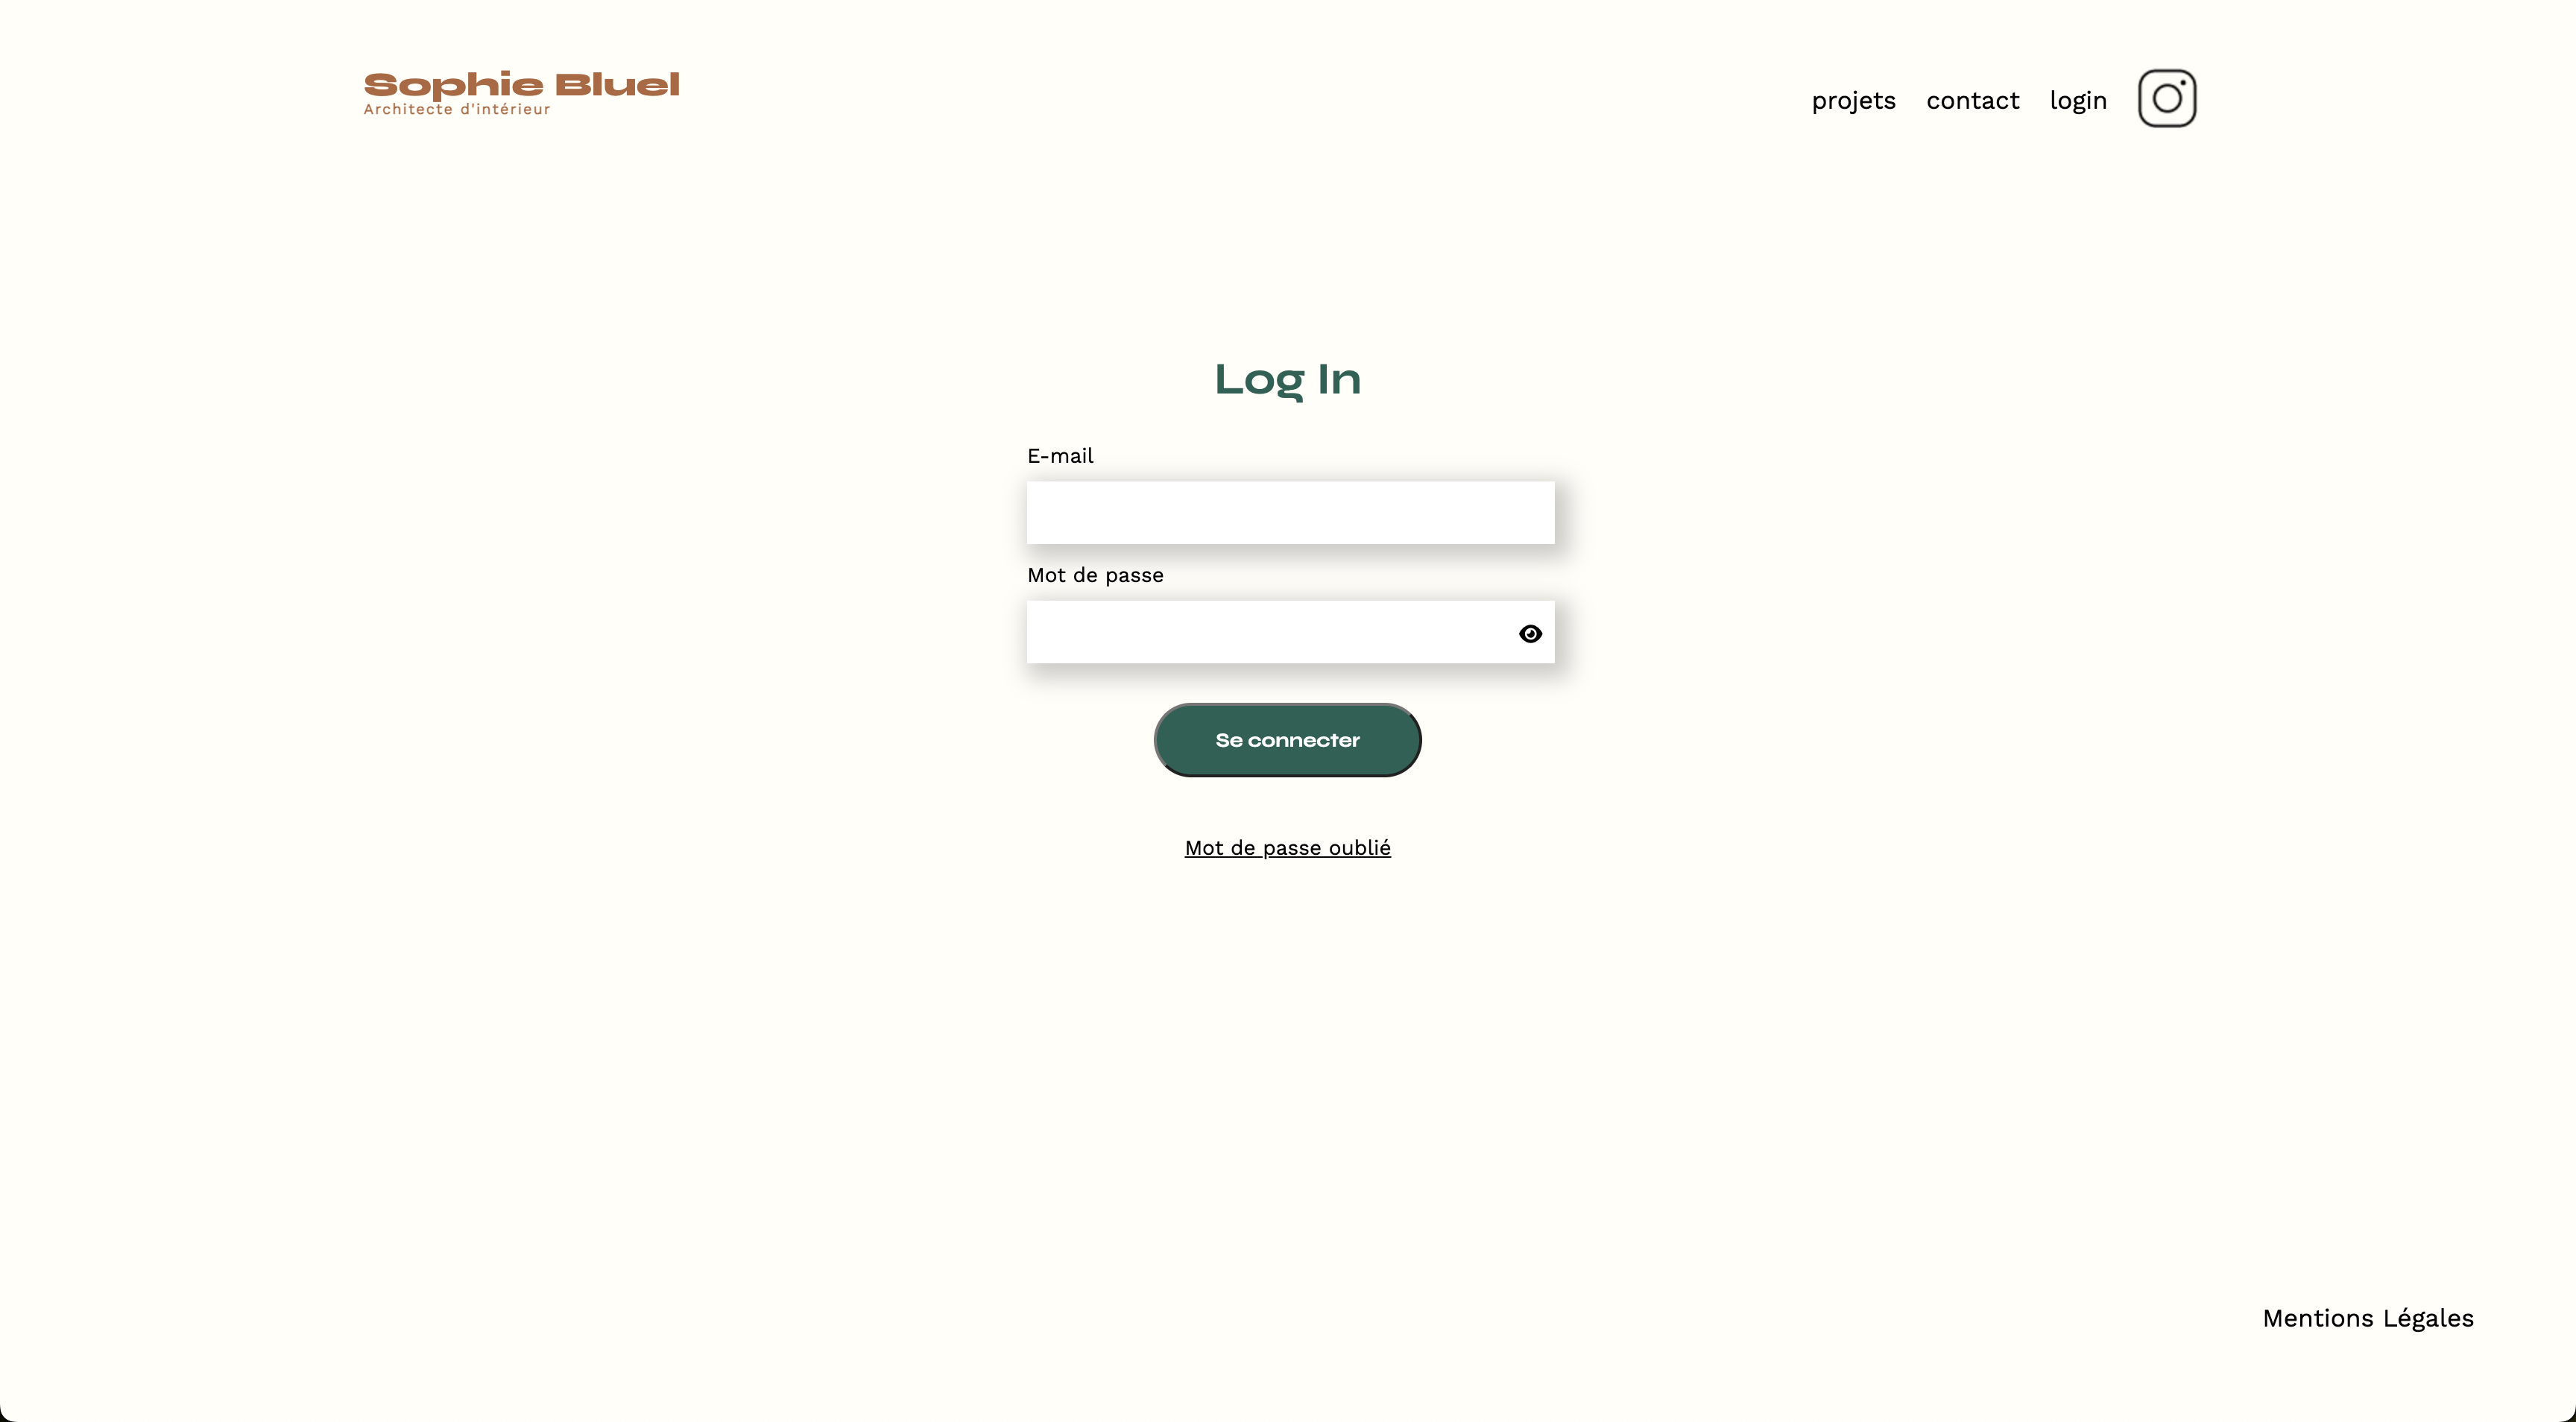 Sophie Bluel
Architecte d'intérieur
projets contact login
Log In
E-mail
Mot de passe
Se connecter
Mot de passe oublié
Mentions Légales